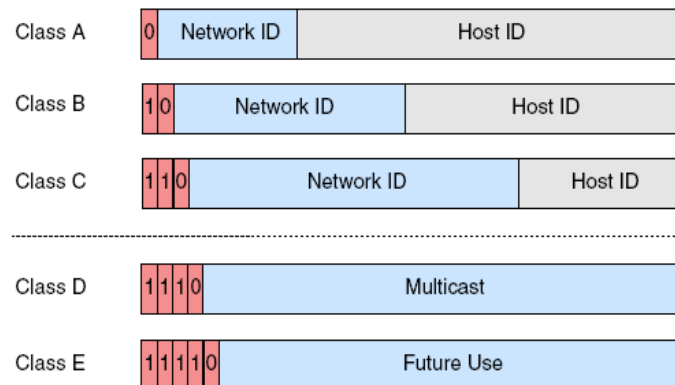 Class A 0 Network ID Host ID
Class B 1 0 Network ID Host ID
Class C 1 1 0 Network ID Host ID
Class D 1 1 1 0 Multicast
Class E 1 1 1 1 0 Future Use